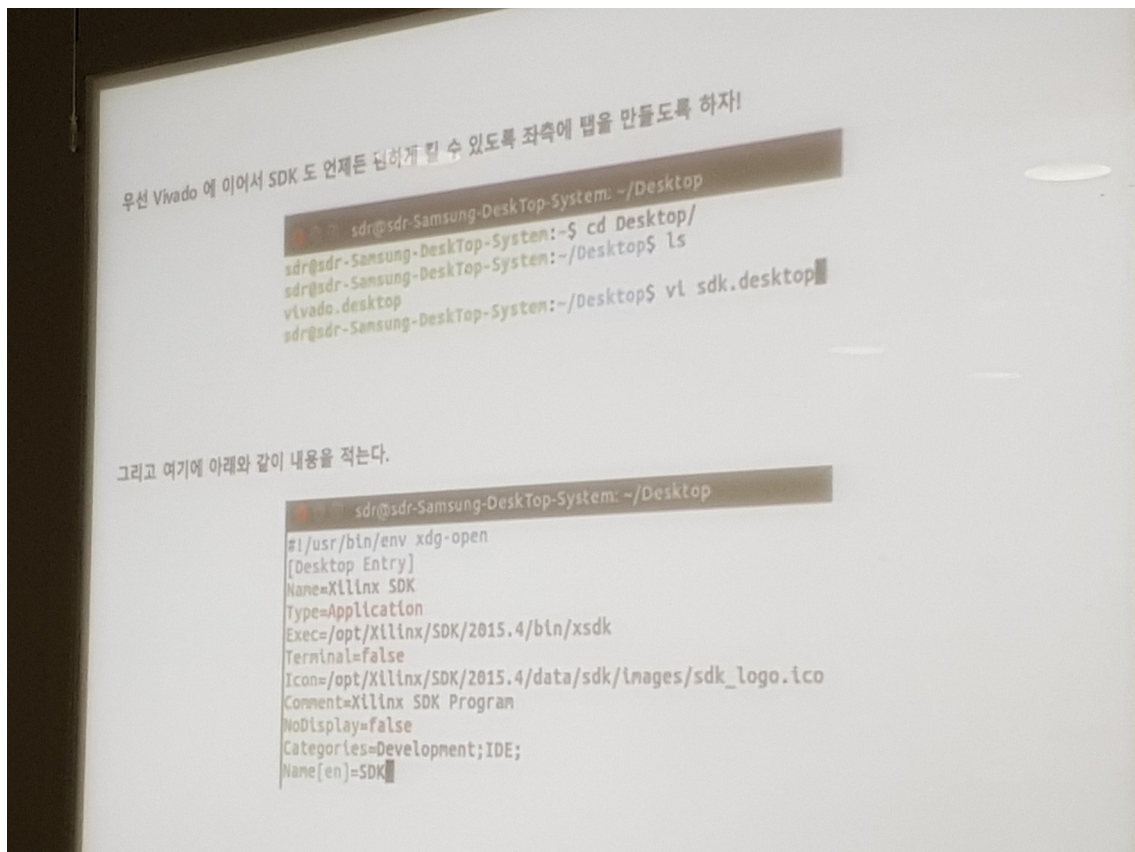 우선 Vivado 에 이어서 SDK 도 언제든 원하게 킬 수 있도록 좌측에 탭을 만들도록 하자!
sdr@sdr-Samsung-DeskTop-System: ~/Desktop
sdr@sdr-Samsung-DeskTop-System:~$ cd Desktop/
sdr@sdr-Samsung-DeskTop-System:~/Desktop$ ls
vivado.desktop
sdr@sdr-Samsung-DeskTop-System:~/Desktop$ vi sdk.desktop
그리고 여기에 아래와 같이 내용을 적는다.
sdr@sdr-Samsung-DeskTop-System: ~/Desktop
#!/usr/bin/env xdg-open
[Desktop Entry]
Name=Xilinx SDK
Type=Application
Exec=/opt/Xilinx/SDK/2015.4/bin/xsdk
Terminal=false
Icon=/opt/Xilinx/SDK/2015.4/data/sdk/images/sdk_logo.ico
Comment=Xilinx SDK Program
NoDisplay=false
Categories=Development;IDE;
Name[en]=SDK